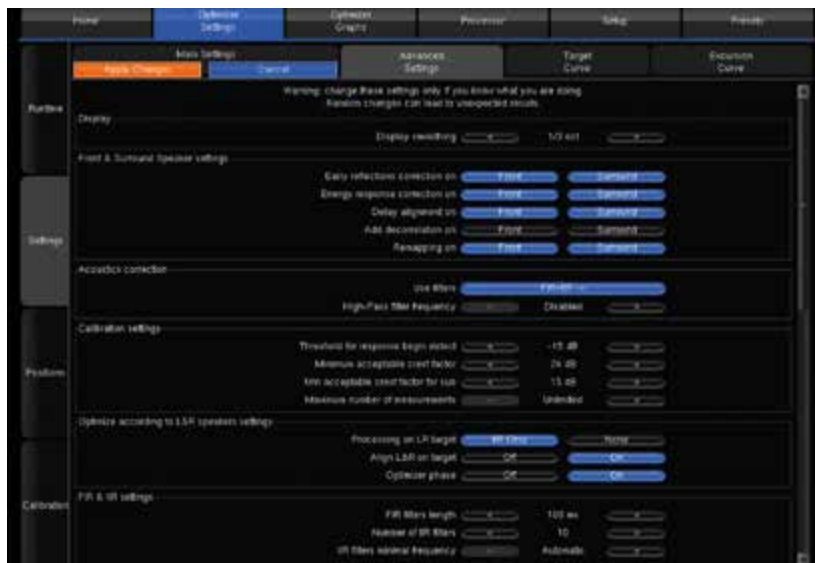 Home
Optimizer Settings
Optimizer Graphs
Processor
Setup
Presets
Main Settings
Apply Changes
Cancel
Advanced Settings
Target Curve
Excursion Curve
Runtime
Settings
Positions
Calibration
Warning: change these settings only if you know what you are doing.
Random changes can lead to unexpected results.
Display
Display smoothing 1/3 oct
Front & Surround Speaker settings
Early reflections correction on Front Surround
Energy response correction on Front Surround
Delay alignment on Front Surround
Add decorrelation on Front Surround
Remapping on Front Surround
Acoustics correction
Use filters
High-Pass filter frequency Disabled
Calibration settings
Threshold for response begin detect -15 dB
Minimum acceptable crest factor 26 dB
Min acceptable crest factor for sub 15 dB
Maximum number of measurements Unlimited
Optimize according to L&R speakers settings
Processing on LR target None
Align L&R on target Off On
Optimizer phase Off On
FIR & IIR settings
FIR filters length 100 ms
Number of IIR filters 10
IIR filters minimal frequency Automatic